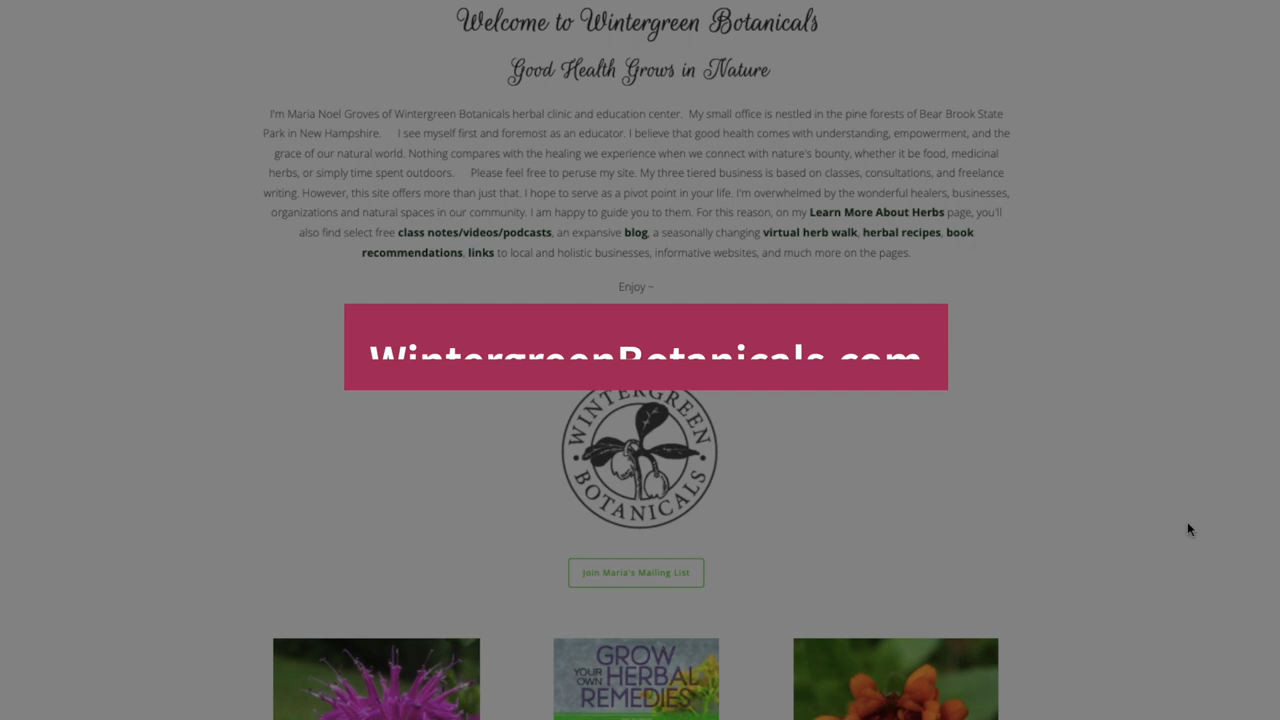 Welcome to Wintergreen Botanicals
Good Health Grows in Nature
I'm Maria Noel Groves of Wintergreen Botanicals herbal clinic and education center. My small office is nestled in the pine forests of Bear Brook State
Park in New Hampshire. I see myself first and foremost as an educator. I believe that good health comes with understanding, empowerment, and the
grace of our natural world. Nothing compares with the healing we experience when we connect with nature's bounty, whether it be food, medicinal
herbs, or simply time spent outdoors. Please feel free to peruse my site. My three tiered business is based on classes, consultations, and freelance
writing. However, this site offers more than just that. I hope to serve as a pivot point in your life. I'm overwhelmed by the wonderful healers, businesses,
organizations and natural spaces in our community. I am happy to guide you to them. For this reason, on my Learn More About Herbs page, you'll
also find select free class notes/videos/podcasts, an expansive blog, a seasonally changing virtual herb walk, herbal recipes, book
recommendations, links to local and holistic businesses, informative websites, and much more on the pages.
Enjoy ~
WintergreenBotanicals.com
WINTERGREEN
• BOTANICALS •
Join Maria's Mailing List
GROW
YOUR OWN HERBAL
REMEDIES